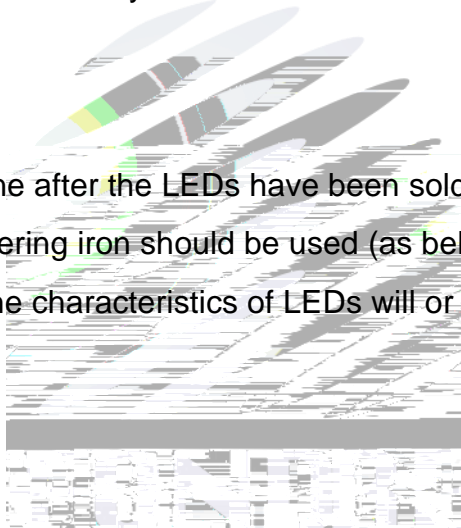 ne after the LEDs have been sold
ering iron should be used (as bel
ne characteristics of LEDs will or